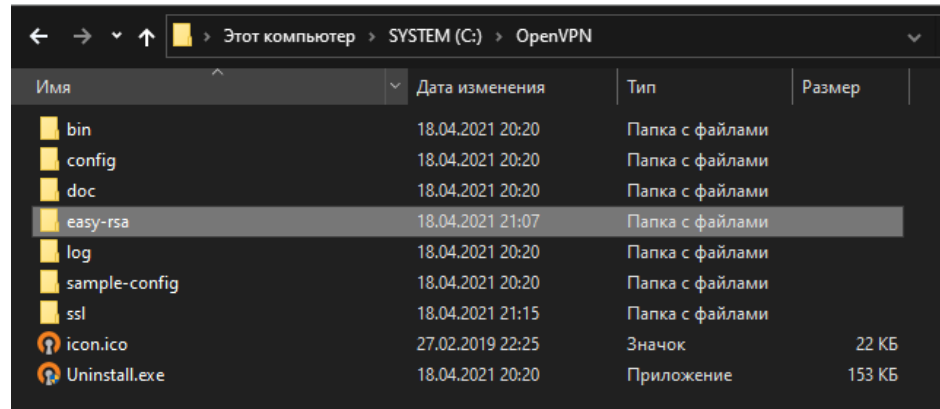 Этот компьютер › SYSTEM (C:) › OpenVPN
Имя Дата изменения Тип Размер
bin 18.04.2021 20:20 Папка с файлами
config 18.04.2021 20:20 Папка с файлами
doc 18.04.2021 20:20 Папка с файлами
easy-rsa 18.04.2021 21:07 Папка с файлами
log 18.04.2021 20:20 Папка с файлами
sample-config 18.04.2021 20:20 Папка с файлами
ssl 18.04.2021 21:15 Папка с файлами
icon.ico 27.02.2019 22:25 Значок 22 КБ
Uninstall.exe 18.04.2021 20:20 Приложение 153 КБ